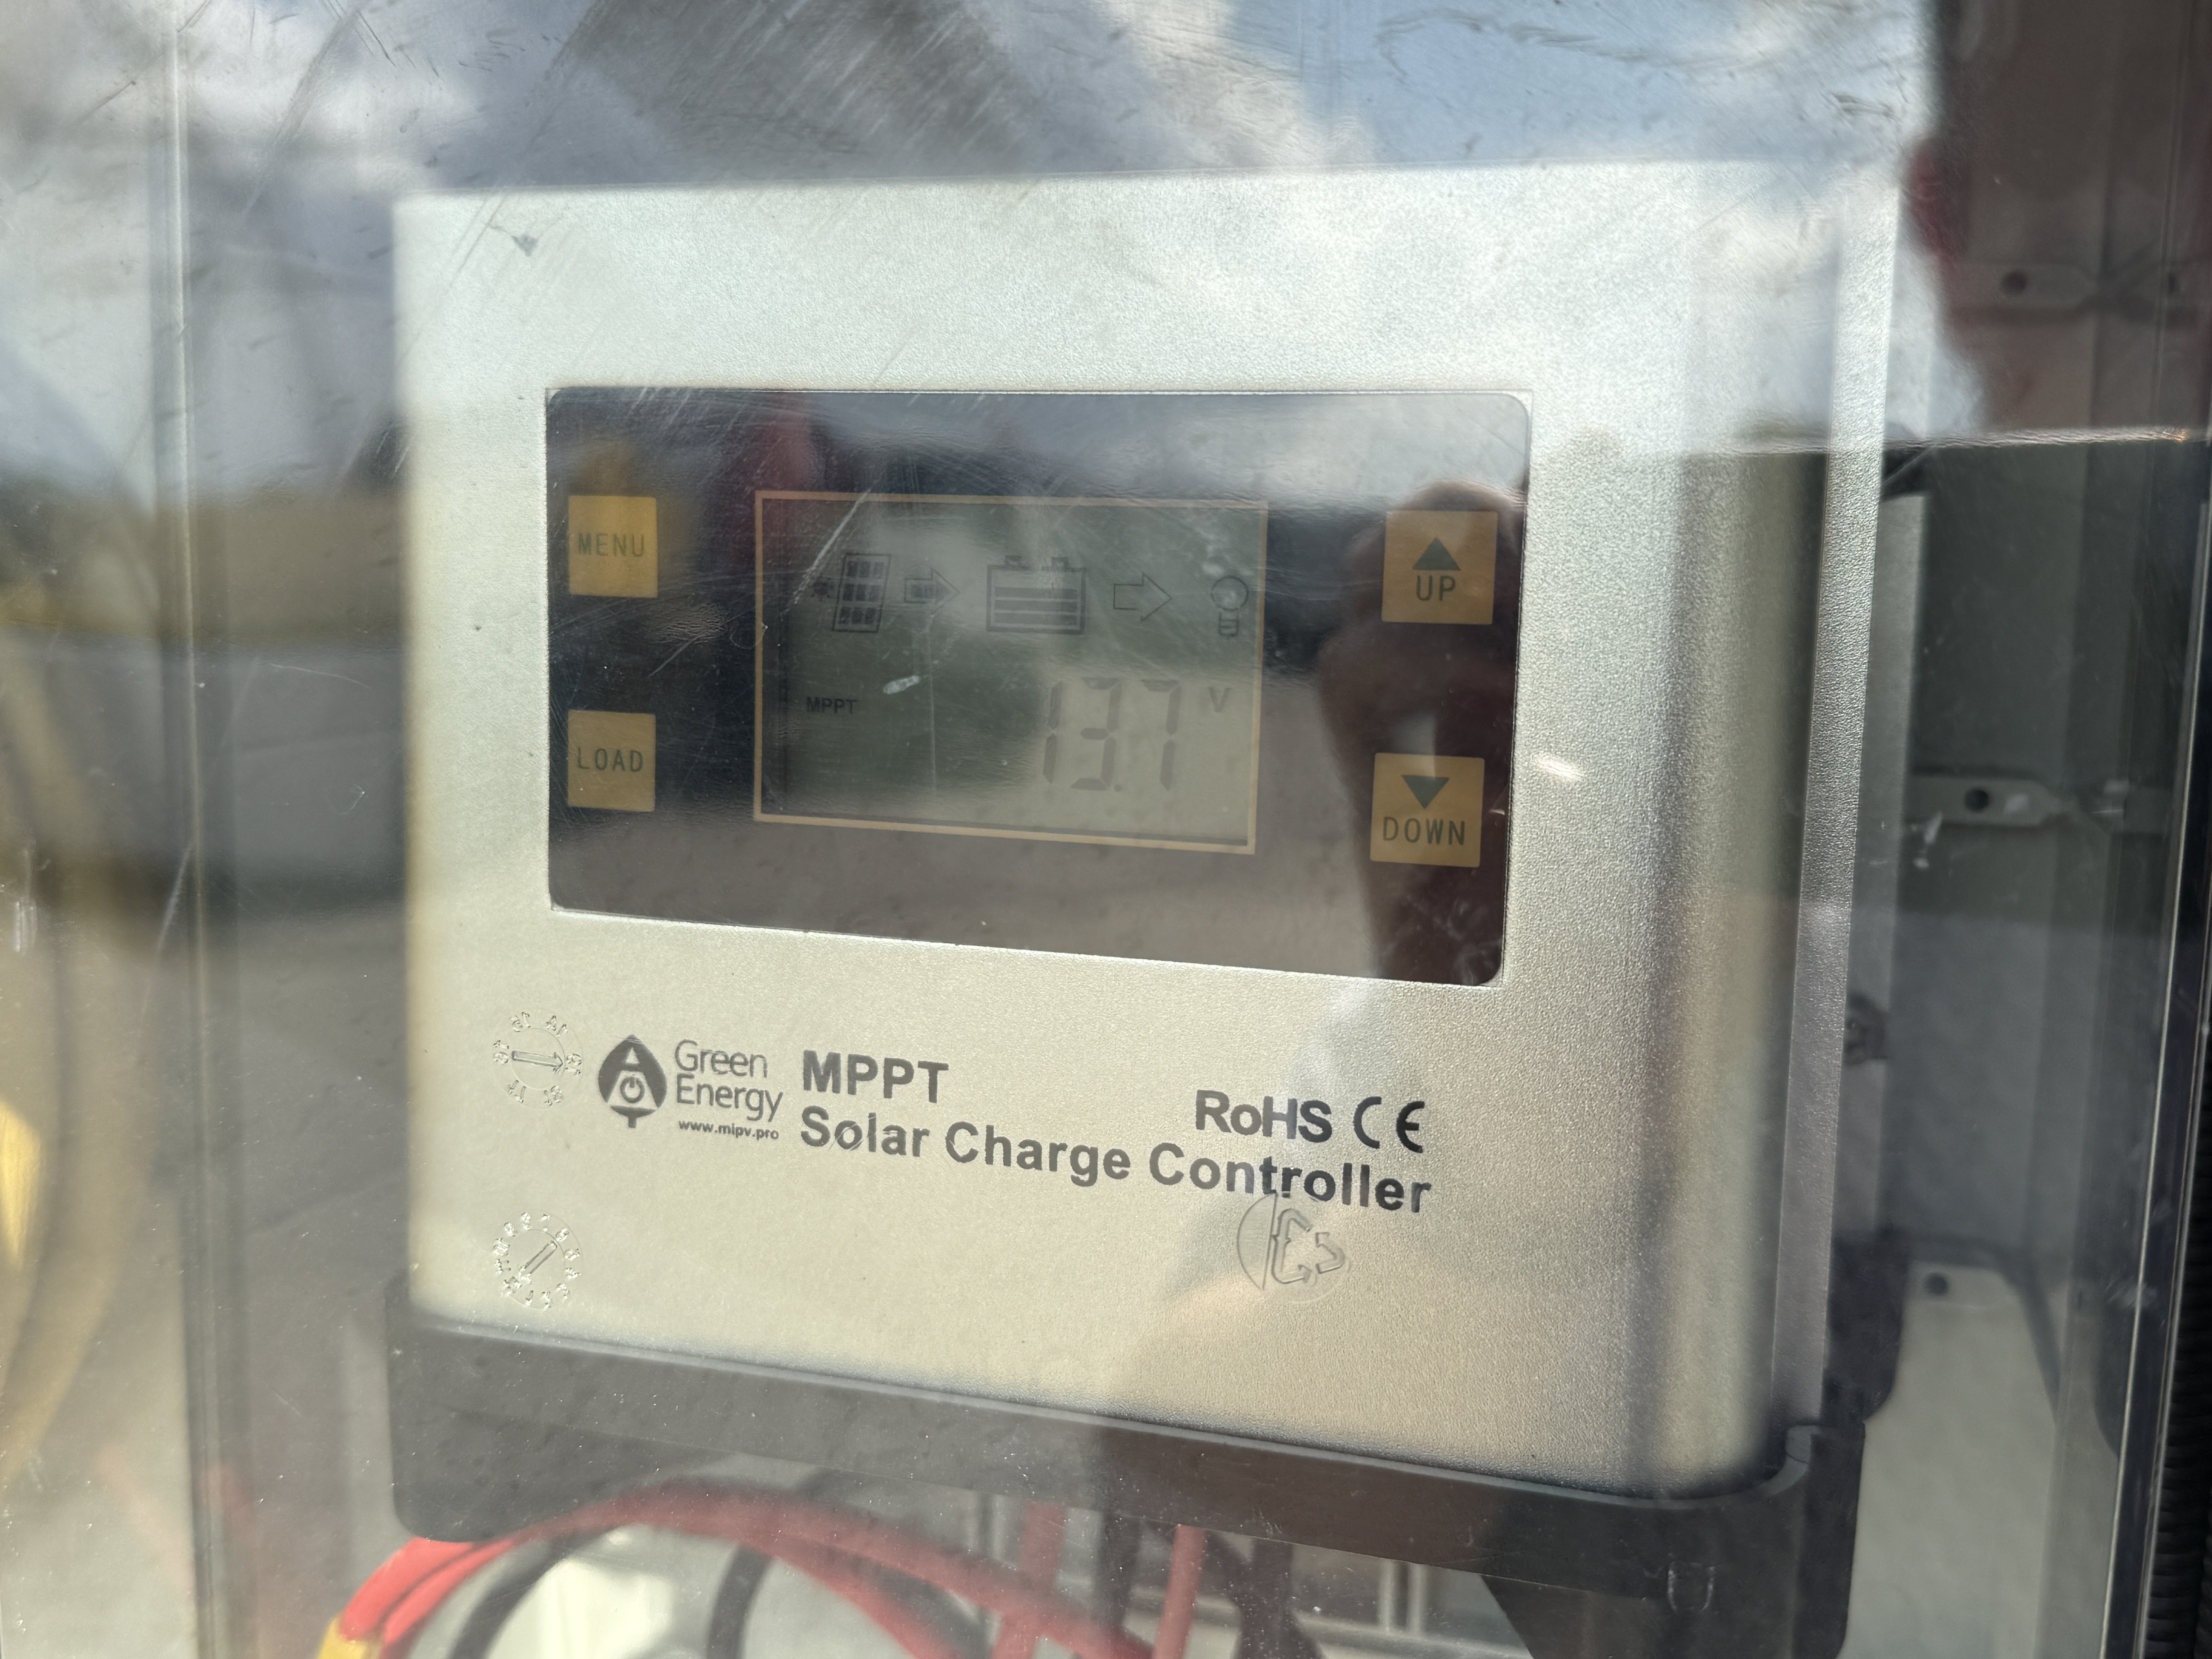 MENU
UP
MPPT
13.7 V
LOAD
DOWN
Green
Energy
www.mipv.pro
MPPT
Solar Charge Controller
RoHS CE